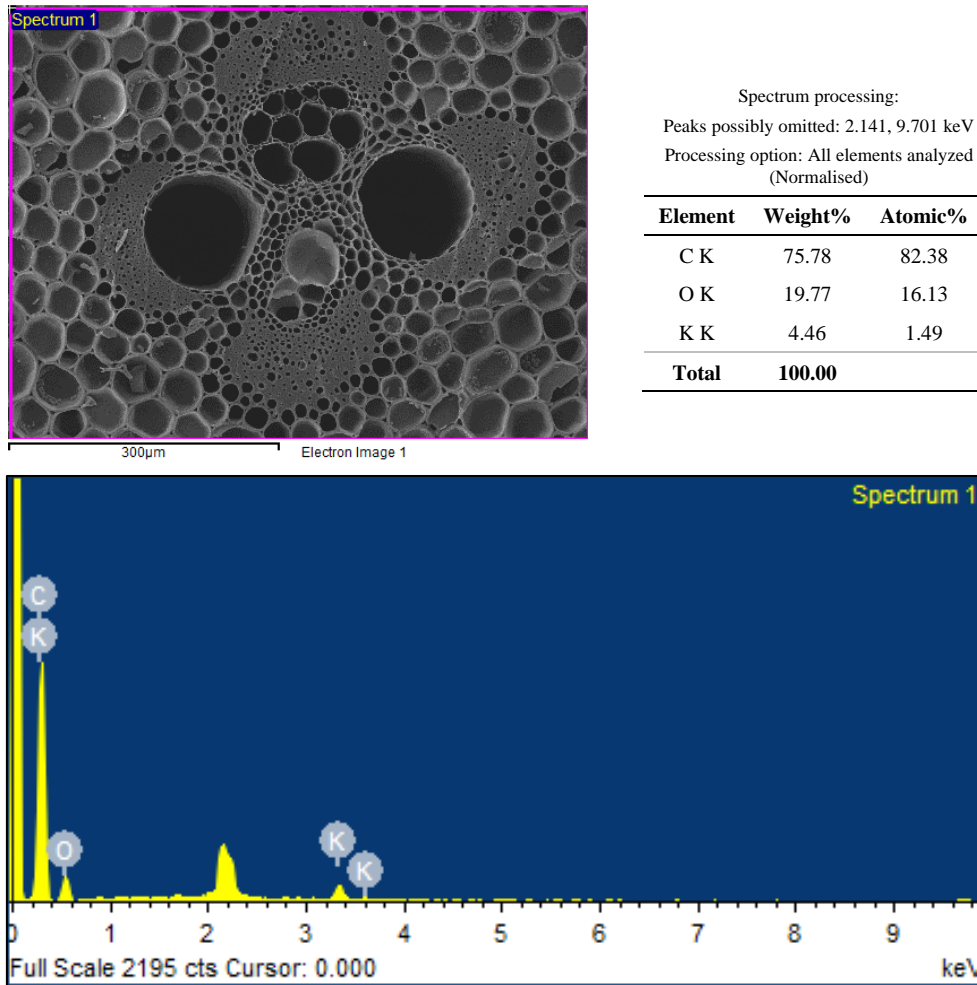 Spectrum 1
300µm Electron Image 1
Spectrum processing:
Peaks possibly omitted: 2.141, 9.701 keV
Processing option: All elements analyzed
(Normalised)
Element Weight% Atomic%
C K 75.78 82.38
O K 19.77 16.13
K K 4.46 1.49
Total 100.00
Spectrum 1
C
K
O
K
K
0 1 2 3 4 5 6 7 8 9
Full Scale 2195 cts Cursor: 0.000 keV